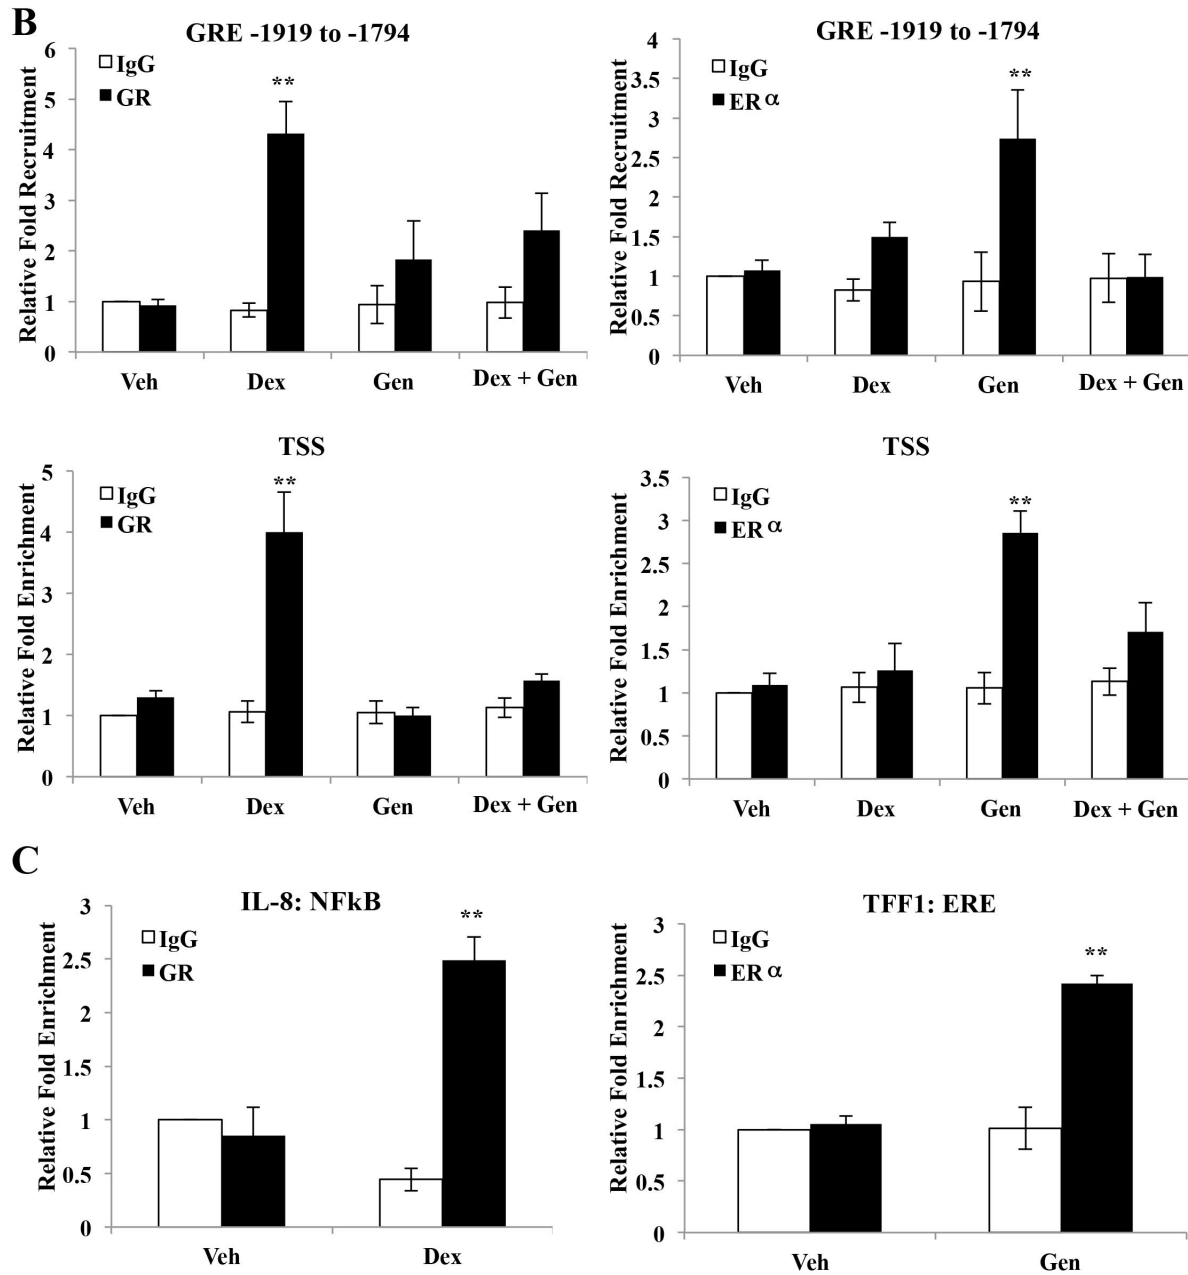 B
GRE -1919 to -1794
Relative Fold Recruitment
6
5
4
3
2
1
0
IgG
GR
**
Veh Dex Gen Dex + Gen
GRE -1919 to -1794
Relative Fold Recruitment
4
3.5
3
2.5
2
1.5
1
0.5
0
IgG
ER α
**
Veh Dex Gen Dex + Gen
TSS
Relative Fold Enrichment
5
4
3
2
1
0
IgG
GR
**
Veh Dex Gen Dex + Gen
TSS
Relative Fold Enrichment
3.5
3
2.5
2
1.5
1
0.5
0
IgG
ER α
**
Veh Dex Gen Dex + Gen
C
IL-8: NFkB
Relative Fold Enrichment
3
2.5
2
1.5
1
0.5
0
IgG
GR
**
Veh Dex
TFF1: ERE
Relative Fold Enrichment
3
2.5
2
1.5
1
0.5
0
IgG
ER α
**
Veh Gen